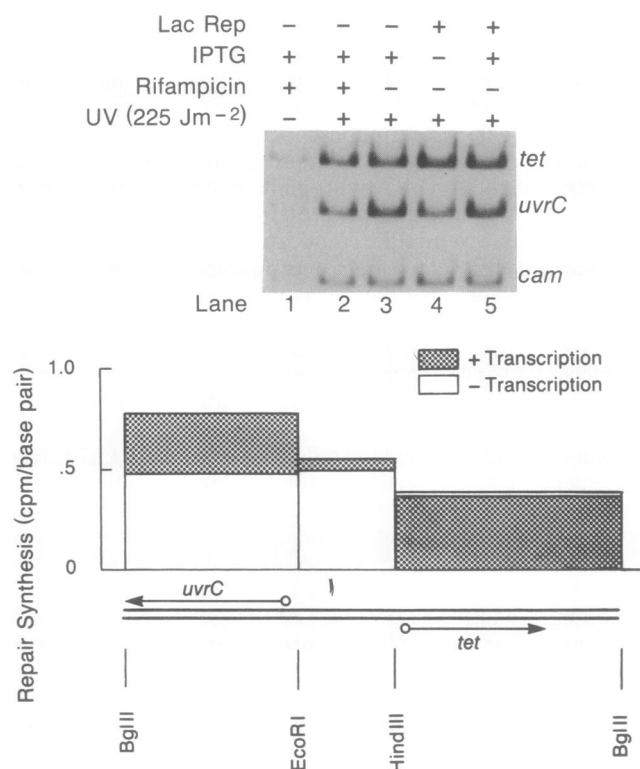 Lac Rep – – – + +
IPTG + + + – +
Rifampicin + + – – –
UV (225 Jm⁻²) – + + + +
tet
uvrC
cam
Lane 1 2 3 4 5
+ Transcription
– Transcription
Repair Synthesis (cpm/base pair)
1.0
.5
0
uvrC
tet
BglII
EcoRI
HindIII
BglII